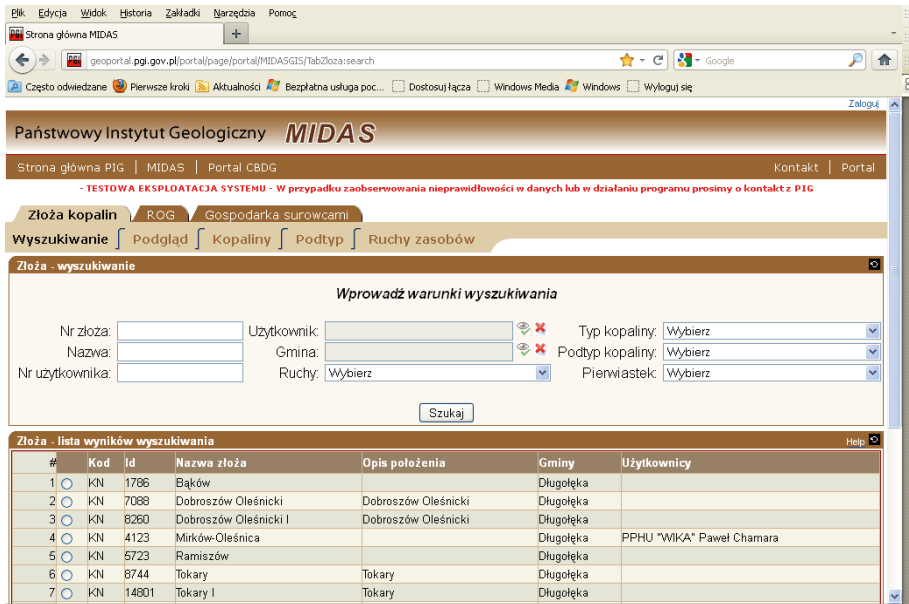 Plik Edycja Widok Historia Zakładki Narzędzia Pomoc
PGI Strona główna MIDAS +
PGI geoportal.pgi.gov.pl/portal/page/portal/MIDASGIS/TabZloza:search Google
Często odwiedzane Pierwsze kroki Aktualności Bezpłatna usługa poc... Dostosuj łącza Windows Media Windows Wyloguj się
Zaloguj
Państwowy Instytut Geologiczny MIDAS
Strona główna PIG | MIDAS | Portal CBDG Kontakt | Portal
- TESTOWA EKSPLOATACJA SYSTEMU - W przypadku zaobserwowania nieprawidłowości w danych lub w działaniu programu prosimy o kontakt z PIG
Złoża kopalin ROG Gospodarka surowcami
Wyszukiwanie Podgląd Kopaliny Podtyp Ruchy zasobów
Złoża - wyszukiwanie
Wprowadź warunki wyszukiwania
Nr złoża: Użytkownik: Typ kopaliny: Wybierz
Nazwa: Gmina: Podtyp kopaliny: Wybierz
Nr użytkownika: Ruchy: Wybierz Pierwiastek: Wybierz
Szukaj
Złoża - lista wyników wyszukiwania Help
# Kod Id Nazwa złoża Opis położenia Gminy Użytkownicy
1 KN 1786 Bąków Długołęka
2 KN 7088 Dobroszów Oleśnicki Dobroszów Oleśnicki Długołęka
3 KN 8260 Dobroszów Oleśnicki I Dobroszów Oleśnicki Długołęka
4 KN 4123 Mirków-Oleśnica Długołęka PPHU "WIKA" Paweł Chamara
5 KN 5723 Ramiszów Długołęka
6 KN 8744 Tokary Tokary Długołęka
7 KN 14801 Tokary I Tokary Długołęka